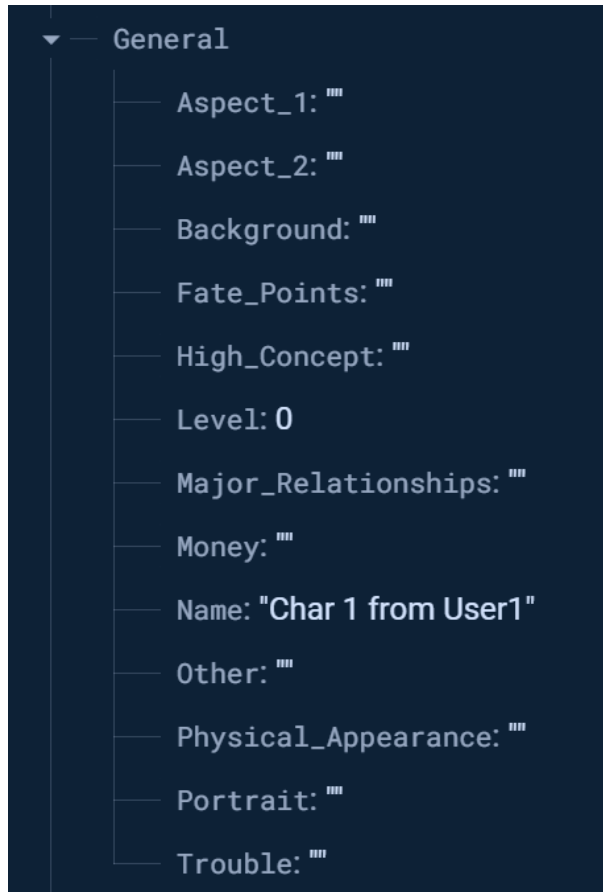 General
Aspect_1: ""
Aspect_2: ""
Background: ""
Fate_Points: ""
High_Concept: ""
Level: 0
Major_Relationships: ""
Money: ""
Name: "Char 1 from User1"
Other: ""
Physical_Appearance: ""
Portrait: ""
Trouble: ""